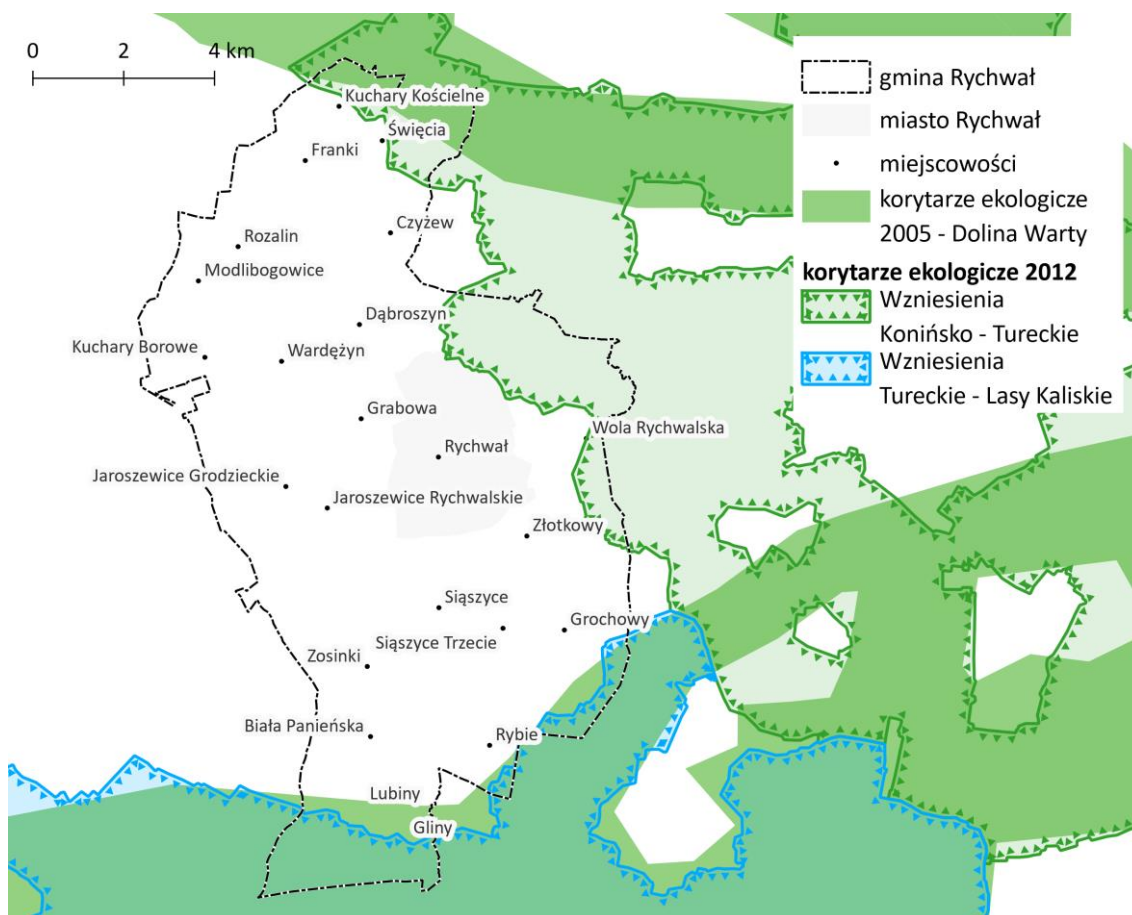 0 2 4 km
gmina Rychwał
miasto Rychwał
miejscowości
korytarze ekologicze
2005 - Dolina Warty
korytarze ekologicze 2012
Wzniesienia
Konińsko - Tureckie
Wzniesienia
Tureckie - Lasy Kaliskie
Kuchary Kościelne
Święcia
Franki
Czyżew
Rozalin
Modlibogowice
Dąbroszyn
Kuchary Borowe
Wardężyn
Grabowa
Wola Rychwalska
Rychwał
Jaroszewice Grodzieckie
Jaroszewice Rychwalskie
Złotkowy
Siąszyce
Grochowy
Siąszyce Trzecie
Zosinki
Biała Panieńska
Rybie
Lubiny
Gliny